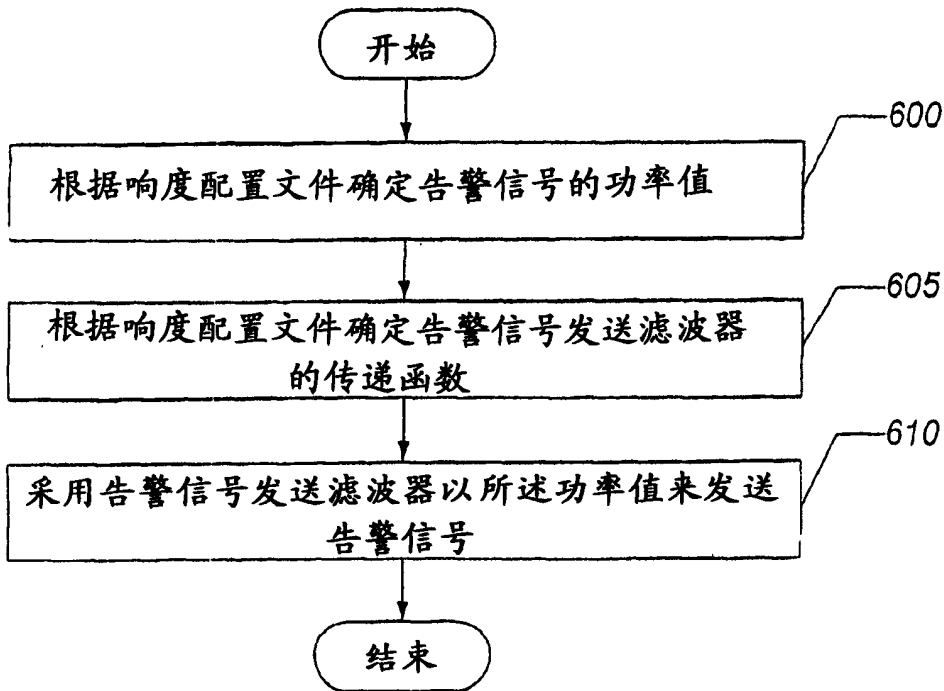 开始
600
根据响度配置文件确定告警信号的功率值
605
根据响度配置文件确定告警信号发送滤波器
的传递函数
610
采用告警信号发送滤波器以所述功率值来发送
告警信号
结束